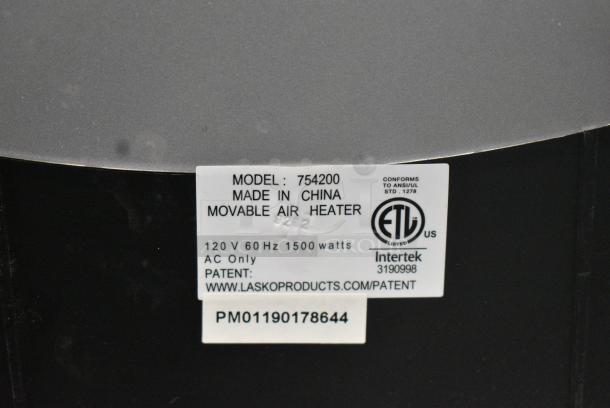 MODEL: 754200
MADE IN CHINA
MOVABLE AIR HEATER
120 V 60 Hz 1500 watts
AC Only
PATENT:
WWW.LASKOPRODUCTS.COM/PATENT
CONFORMS
TO ANSI/UL
STD . 1278
ETL
LISTED
US
Intertek
3190998
PM01190178644